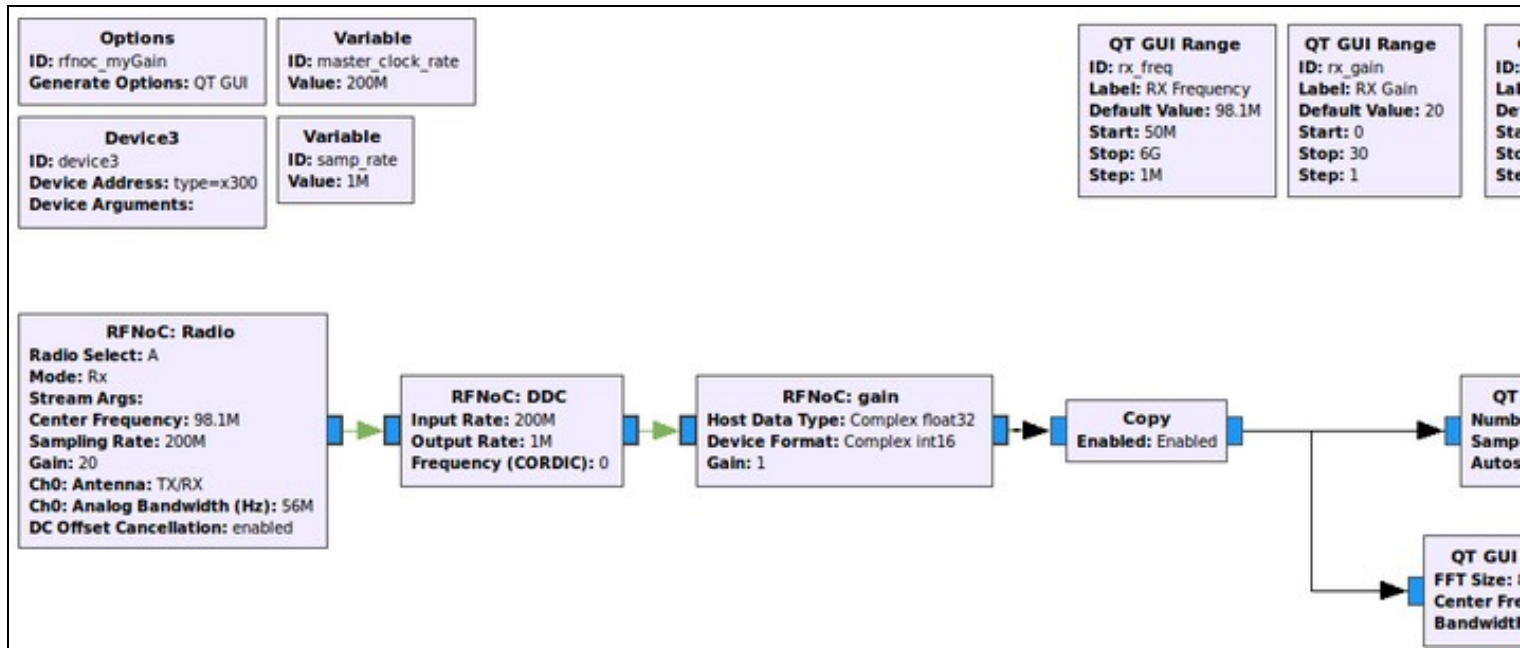 Options
ID: rfnoc_myGain
Generate Options: QT GUI
Variable
ID: master_clock_rate
Value: 200M
QT GUI Range
ID: rx_freq
Label: RX Frequency
Default Value: 98.1M
Start: 50M
Stop: 6G
Step: 1M
QT GUI Range
ID: rx_gain
Label: RX Gain
Default Value: 20
Start: 0
Stop: 30
Step: 1
ID:
Device3
ID: device3
Device Address: type=x300
Device Arguments:
Variable
ID: samp_rate
Value: 1M
RFNoC: Radio
Radio Select: A
Mode: Rx
Stream Args:
Center Frequency: 98.1M
Sampling Rate: 200M
Gain: 20
Ch0: Antenna: TX/RX
Ch0: Analog Bandwidth (Hz): 56M
DC Offset Cancellation: enabled
RFNoC: DDC
Input Rate: 200M
Output Rate: 1M
Frequency (CORDIC): 0
RFNoC: gain
Host Data Type: Complex float32
Device Format: Complex int16
Gain: 1
Copy
Enabled: Enabled
QT
QT GUI
FFT Size:
Center
Bandwidth